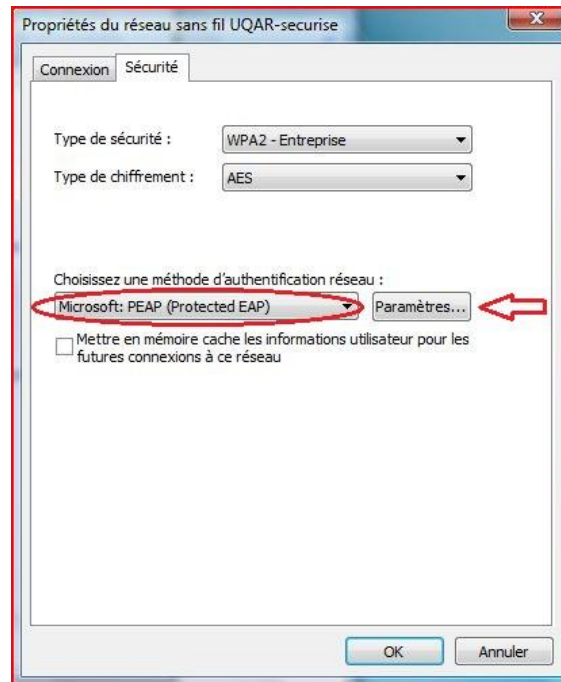 Propriétés du réseau sans fil UQAR-securise
Connexion
Sécurité
Type de sécurité :
WPA2 - Entreprise
Type de chiffrement :
AES
Choisissez une méthode d'authentification réseau :
Microsoft: PEAP (Protected EAP)
Paramètres...
Mettre en mémoire cache les informations utilisateur pour les
futures connexions à ce réseau
OK
Annuler